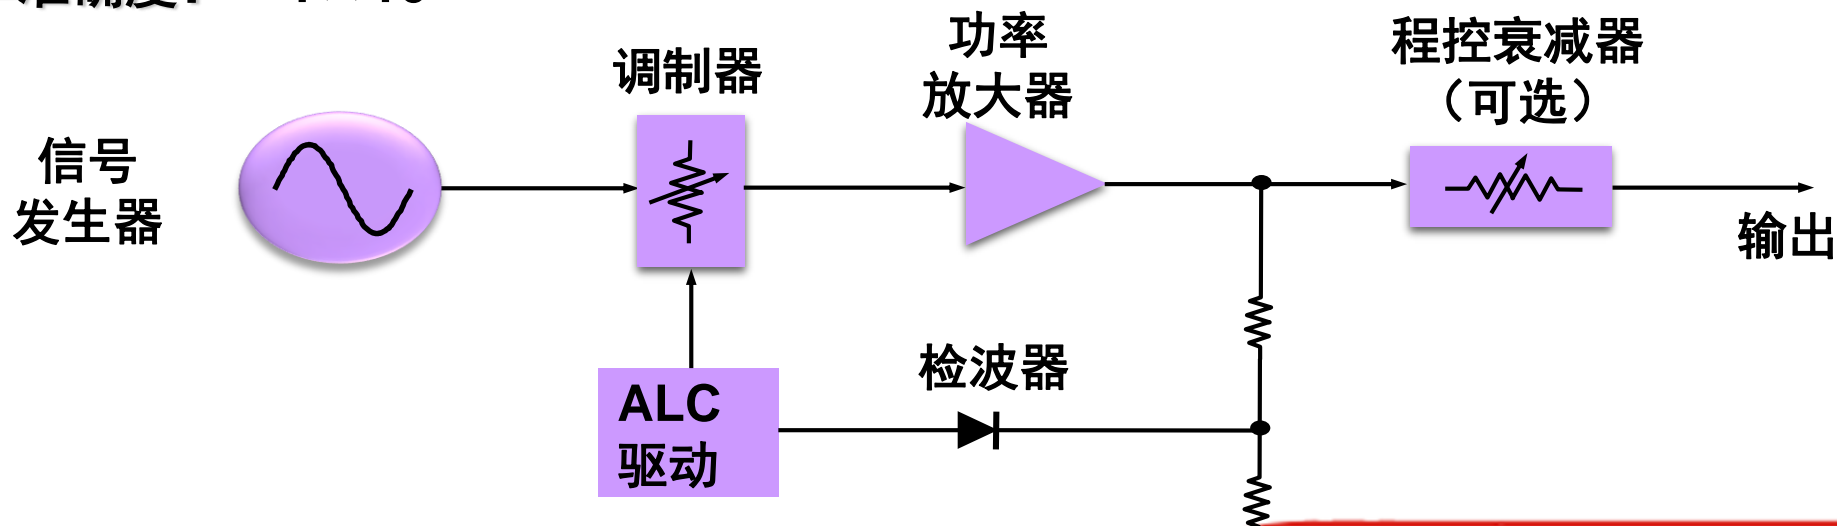 功率
放大器
程控衰减器
（可选）
调制器
信号
发生器
输出
检波器
ALC
驱动